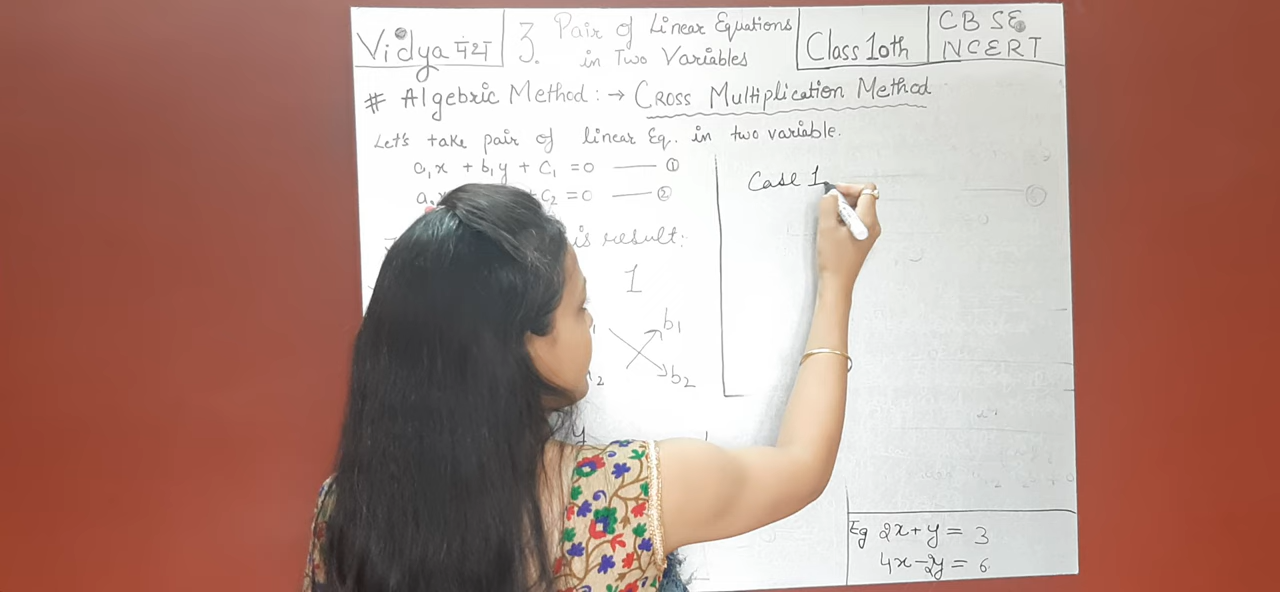 Vidya पथ
3. Pair of Linear Equations in Two Variables
Class 10th
CBSE
NCERT
# Algebric Method: → Cross Multiplication Method
Let's take pair of linear Eq. in two variable.
a₁x + b₁y + C₁ = 0 —— ①
C₂ = 0 —— ②
is result:
1
b₁
b₂
y
Case 1
Eg 2x + y = 3
4x - 2y = 6